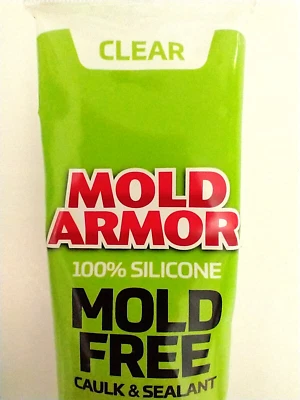 CLEAR
MOLD
ARMOR
100% SILICONE
MOLD
FREE
CAULK & SEALANT